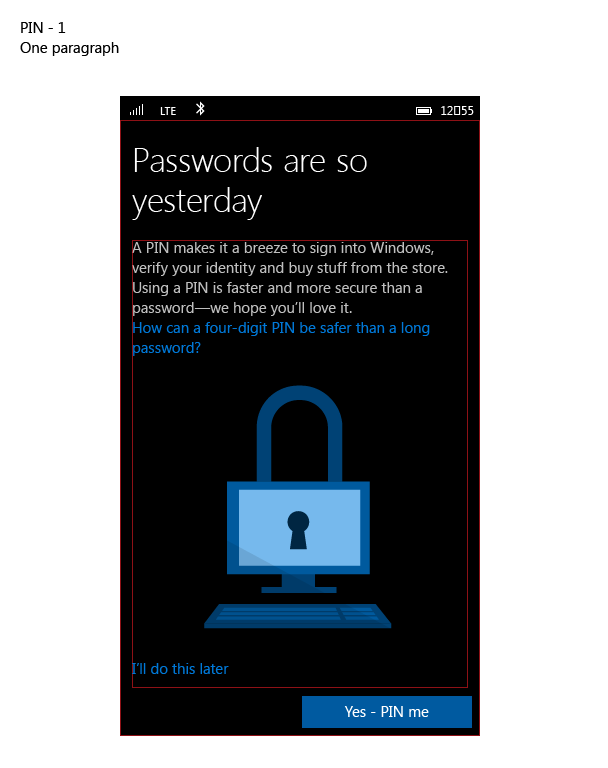 PIN - 1
One paragraph
LTE 12▯55
Passwords are so
yesterday
A PIN makes it a breeze to sign into Windows,
verify your identity and buy stuff from the store.
Using a PIN is faster and more secure than a
password—we hope you'll love it.
How can a four-digit PIN be safer than a long
password?
I'll do this later
Yes - PIN me